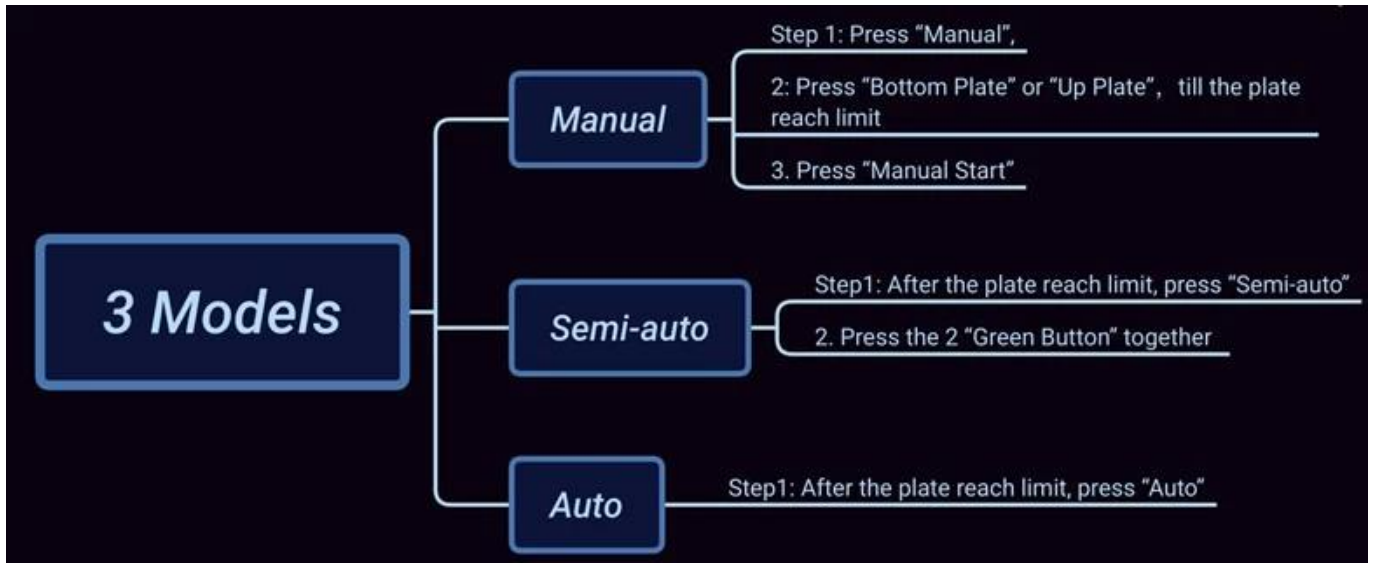 3 Models
Manual
Step 1: Press “Manual”,
2: Press “Bottom Plate” or “Up Plate”, till the plate
reach limit
3. Press “Manual Start”
Semi-auto
Step1: After the plate reach limit, press “Semi-auto”
2. Press the 2 “Green Button” together
Auto
Step1: After the plate reach limit, press “Auto”